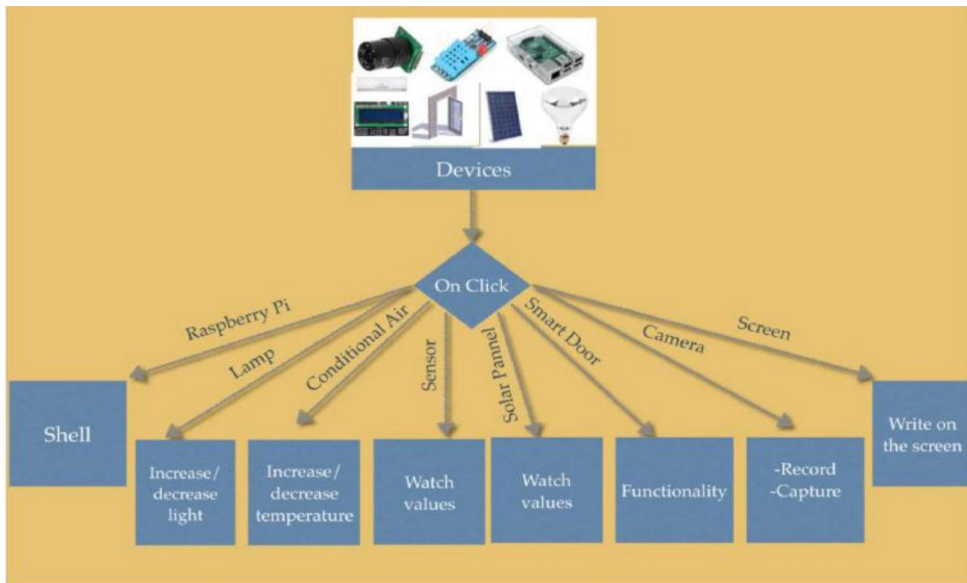 Devices
On Click
Raspberry Pi
Lamp
Conditional Air
Sensor
Solar Pannel
Smart Door
Camera
Screen
Shell
Increase/
decrease
light
Increase/
decrease
temperature
Watch
values
Watch
values
Functionality
-Record
-Capture
Write on
the screen